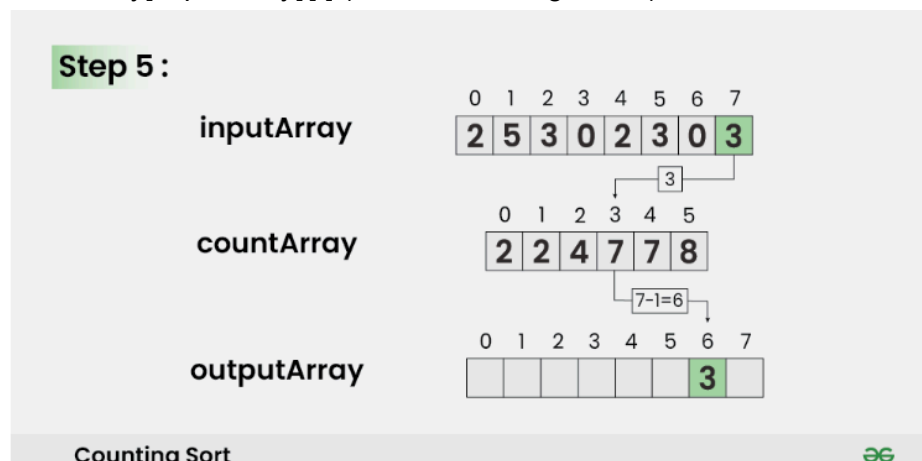 Step 5 :
0 1 2 3 4 5 6 7
inputArray 2 5 3 0 2 3 0 3
3
0 1 2 3 4 5
countArray 2 2 4 7 7 8
7-1=6
0 1 2 3 4 5 6 7
outputArray 3
Counting Sort